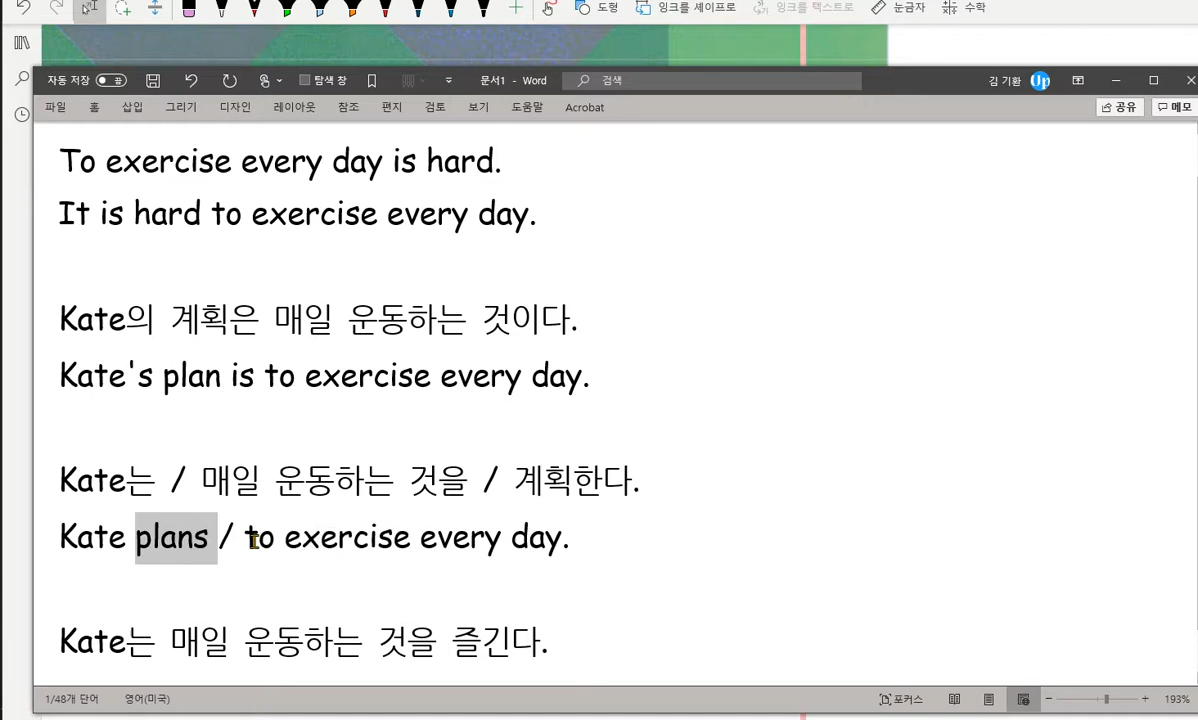 도형
잉크를 셰이프로
잉크를 텍스트로
눈금자
수학
자동 저장
끔
탐색 창
문서1 - Word
검색
김 기환
Up
파일 홈 삽입 그리기 디자인 레이아웃 참조 편지 검토 보기 도움말 Acrobat
공유
메모
To exercise every day is hard.
It is hard to exercise every day.
Kate의 계획은 매일 운동하는 것이다.
Kate's plan is to exercise every day.
Kate는 / 매일 운동하는 것을 / 계획한다.
Kate plans / to exercise every day.
Kate는 매일 운동하는 것을 즐긴다.
1/48개 단어
영어(미국)
포커스
193%